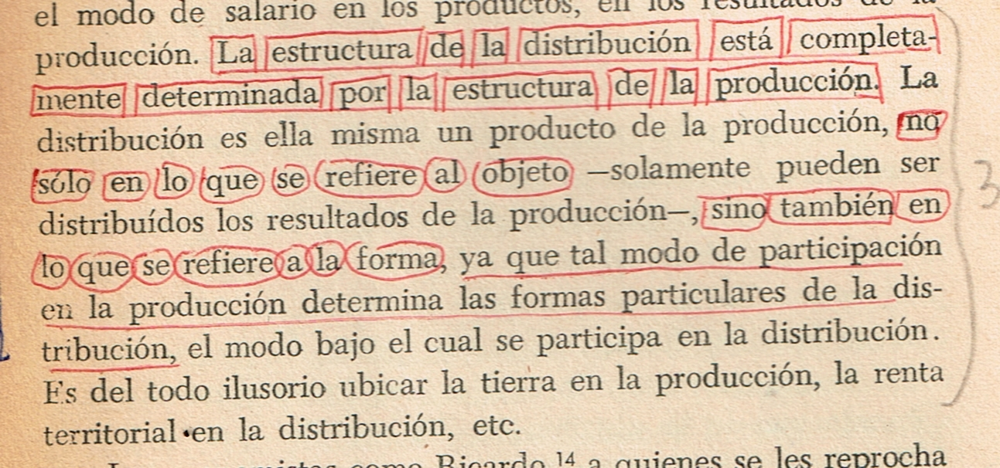 el modo de salario en los productos, en los resultados de la
producción. La estructura de la distribución está completa-
mente determinada por la estructura de la producción. La
distribución es ella misma un producto de la producción, no
sólo en lo que se refiere al objeto —solamente pueden ser
distribuídos los resultados de la producción—, sino también en
lo que se refiere a la forma, ya que tal modo de participación
en la producción determina las formas particulares de la dis-
tribución, el modo bajo el cual se participa en la distribución.
Es del todo ilusorio ubicar la tierra en la producción, la renta
territorial en la distribución, etc.
como Ricardo 14 a quienes se les reprocha
3